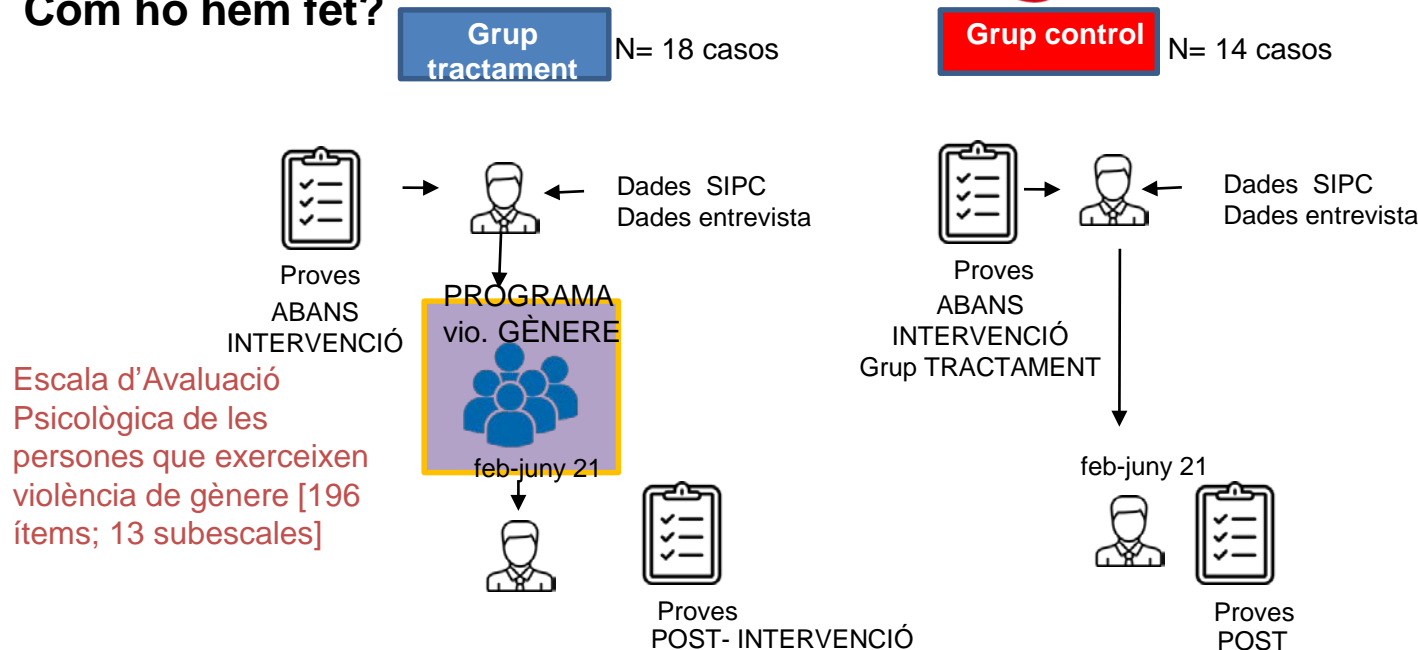 Com ho hem fet?
Grup
tractament
N= 18 casos
Grup control
N= 14 casos
Dades SIPC
Dades entrevista
Proves
ABANS
INTERVENCIÓ
PROGRAMA
vio. GÈNERE
feb-juny 21
Escala d’Avaluació
Psicològica de les
persones que exerceixen
violència de gènere [196
ítems; 13 subescales]
Proves
POST- INTERVENCIÓ
Dades SIPC
Dades entrevista
Proves
ABANS
INTERVENCIÓ
Grup TRACTAMENT
feb-juny 21
Proves
POST